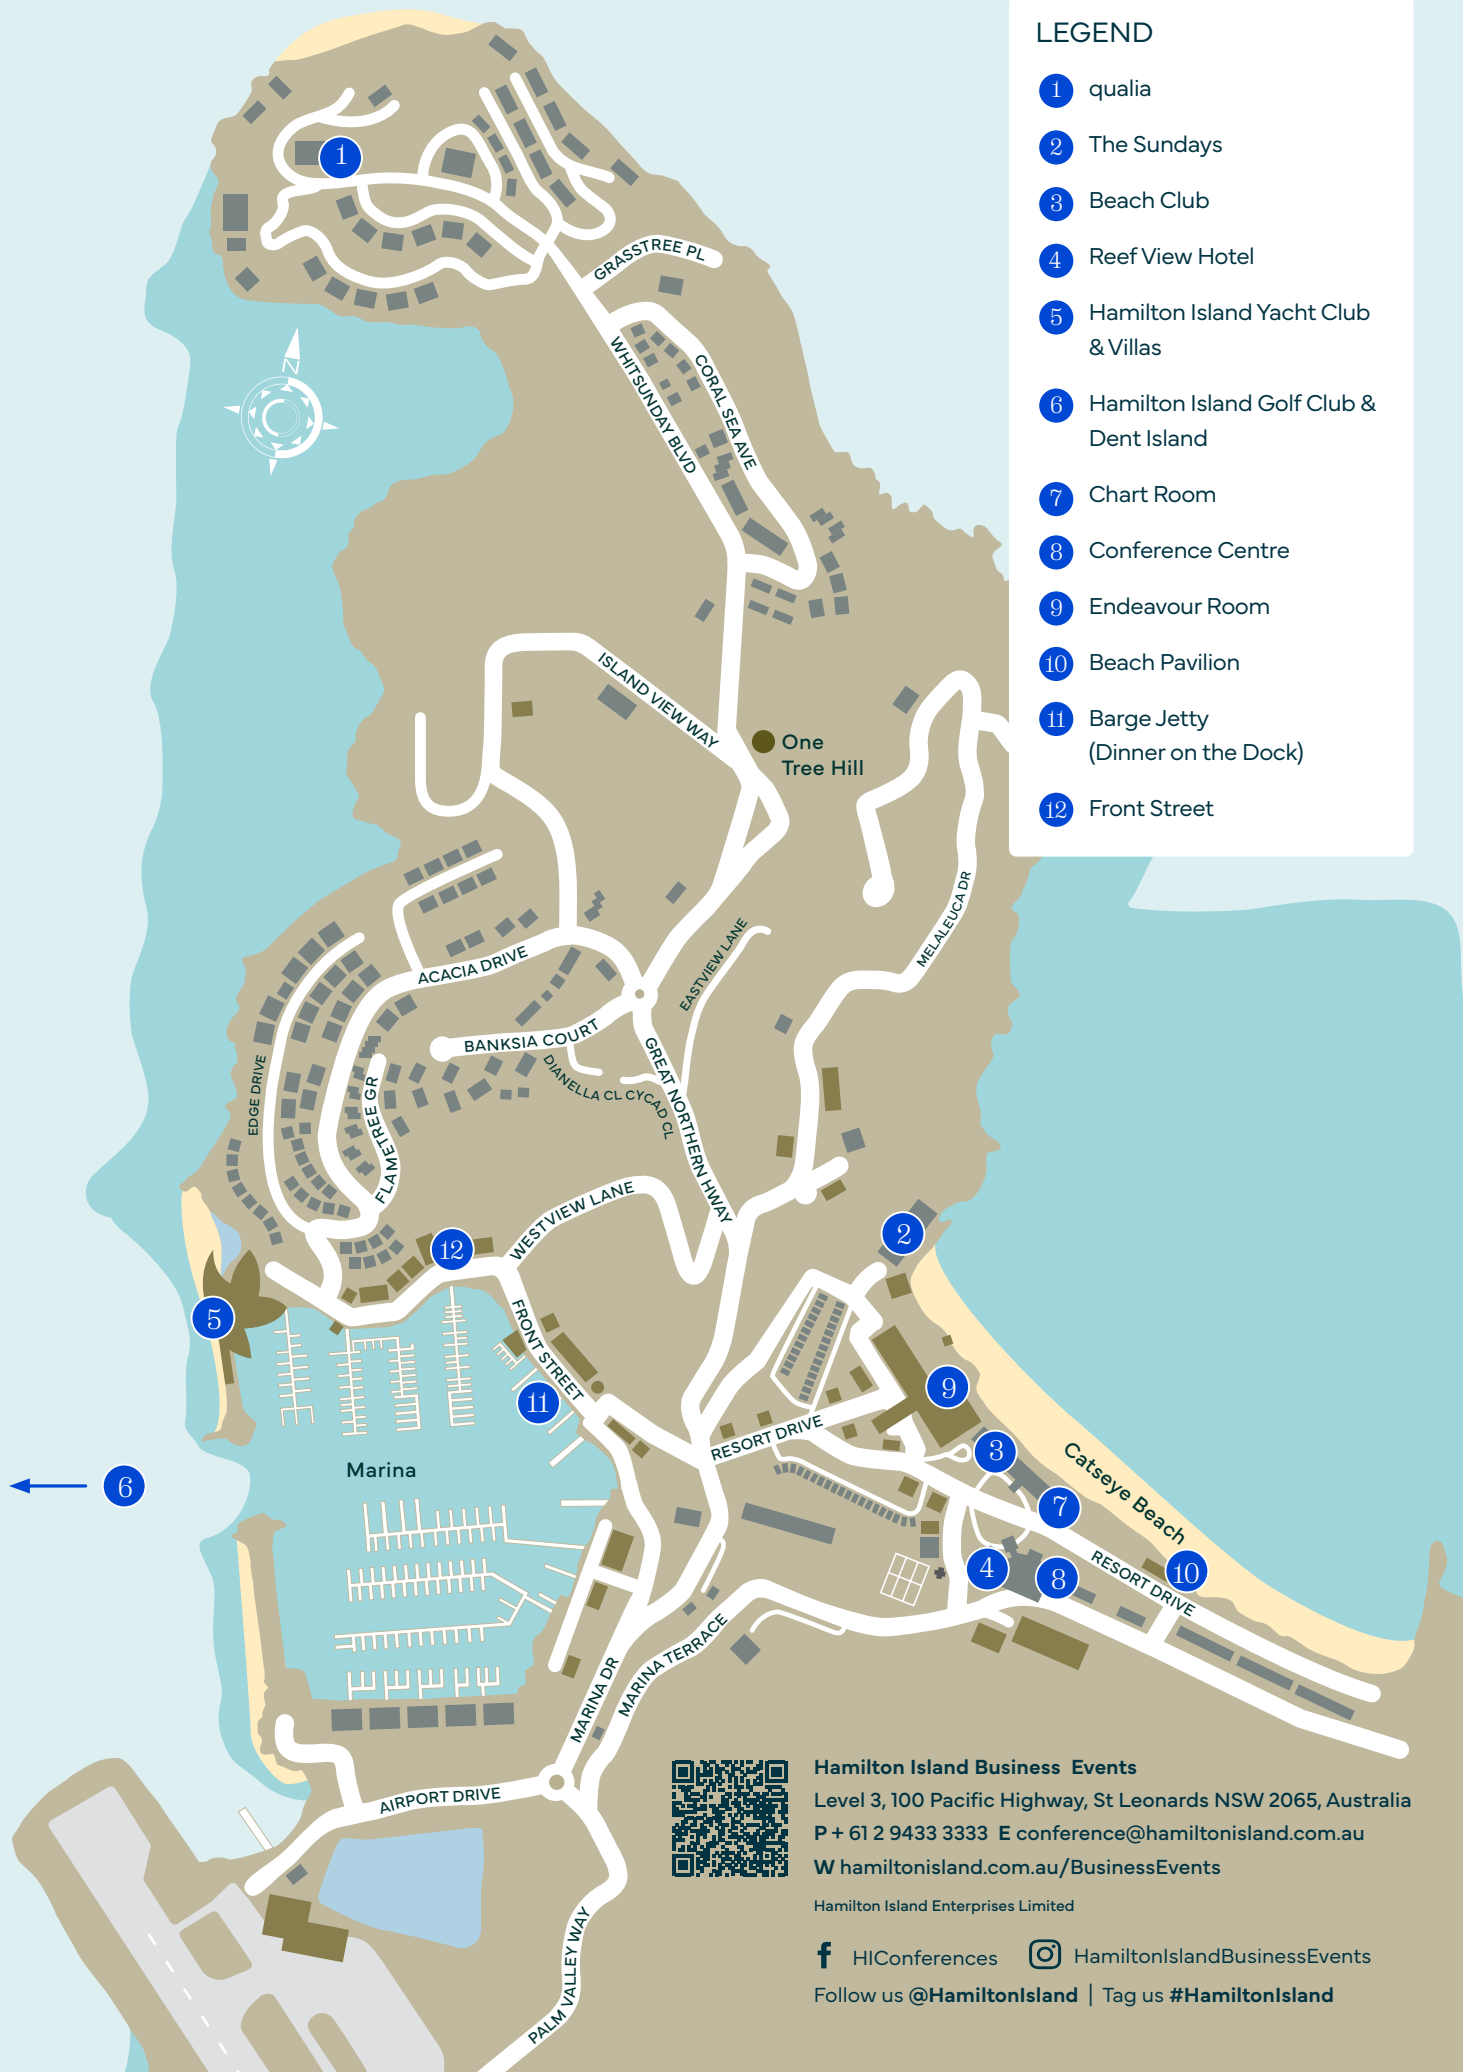 LEGEND
1 qualia
2 The Sundays
3 Beach Club
4 Reef View Hotel
5 Hamilton Island Yacht Club
& Villas
6 Hamilton Island Golf Club &
Dent Island
7 Chart Room
8 Conference Centre
9 Endeavour Room
10 Beach Pavilion
11 Barge Jetty
(Dinner on the Dock)
12 Front Street
1
GRASSTREE PL
N
WHITSUNDAY BLVD
CORAL SEA AVE
ISLAND VIEW WAY
One
Tree Hill
MELALEUCA DR
EASTVIEW LANE
ACACIA DRIVE
BANKSIA COURT
DIANELLA CL
CYCAD CL
GREAT NORTHERN HWAY
EDGE DRIVE
FLAMETREE GR
WESTVIEW LANE
2
12
5
FRONT STREET
11
9
RESORT DRIVE
3
Catseye Beach
Marina
6
7
4
8
10
RESORT DRIVE
MARINA DR
MARINA TERRACE
AIRPORT DRIVE
PALM VALLEY WAY
Hamilton Island Business Events
Level 3, 100 Pacific Highway, St Leonards NSW 2065, Australia
P + 61 2 9433 3333 E conference@hamiltonisland.com.au
W hamiltonisland.com.au/BusinessEvents
Hamilton Island Enterprises Limited
HIConferences HamiltonIslandBusinessEvents
Follow us @HamiltonIsland | Tag us #HamiltonIsland